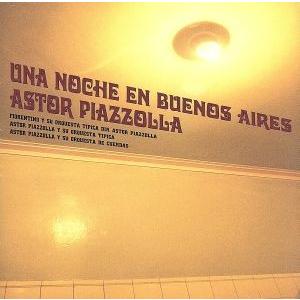 UNA NOCHE EN BUENOS AIRES
ASTOR PIAZZOLLA
FIORENTINO Y SU ORQUESTA TIPICA DIR ASTOR PIAZZOLLA
ASTOR PIAZZOLLA Y SU ORQUESTA TIPICA
ASTOR PIAZZOLLA Y SU ORQUESTA DE CUERDAS